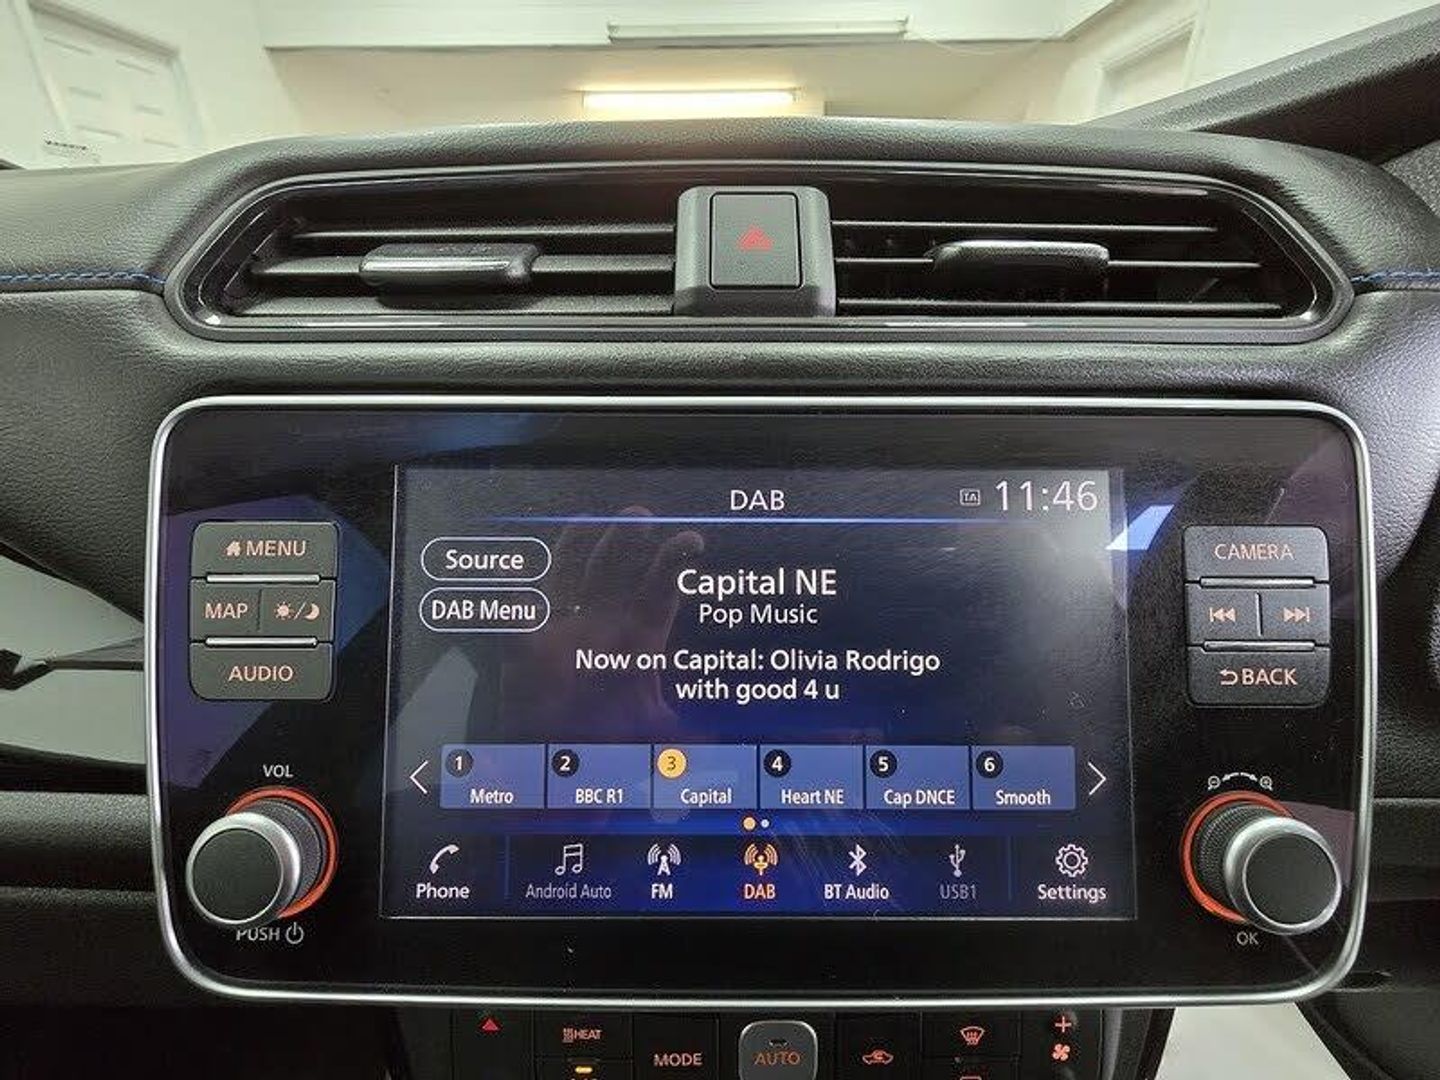 DAB
TA 11:46
MENU
Source
CAMERA
Capital NE
DAB Menu
MAP
Pop Music
AUDIO
Now on Capital: Olivia Rodrigo
with good 4 u
BACK
VOL
1 2 3 4 5 6
Metro BBC R1 Capital Heart NE Cap DNCE Smooth
Phone Android Auto FM DAB BT Audio USB1 Settings
PUSH
OK
HEAT
MODE
AUTO